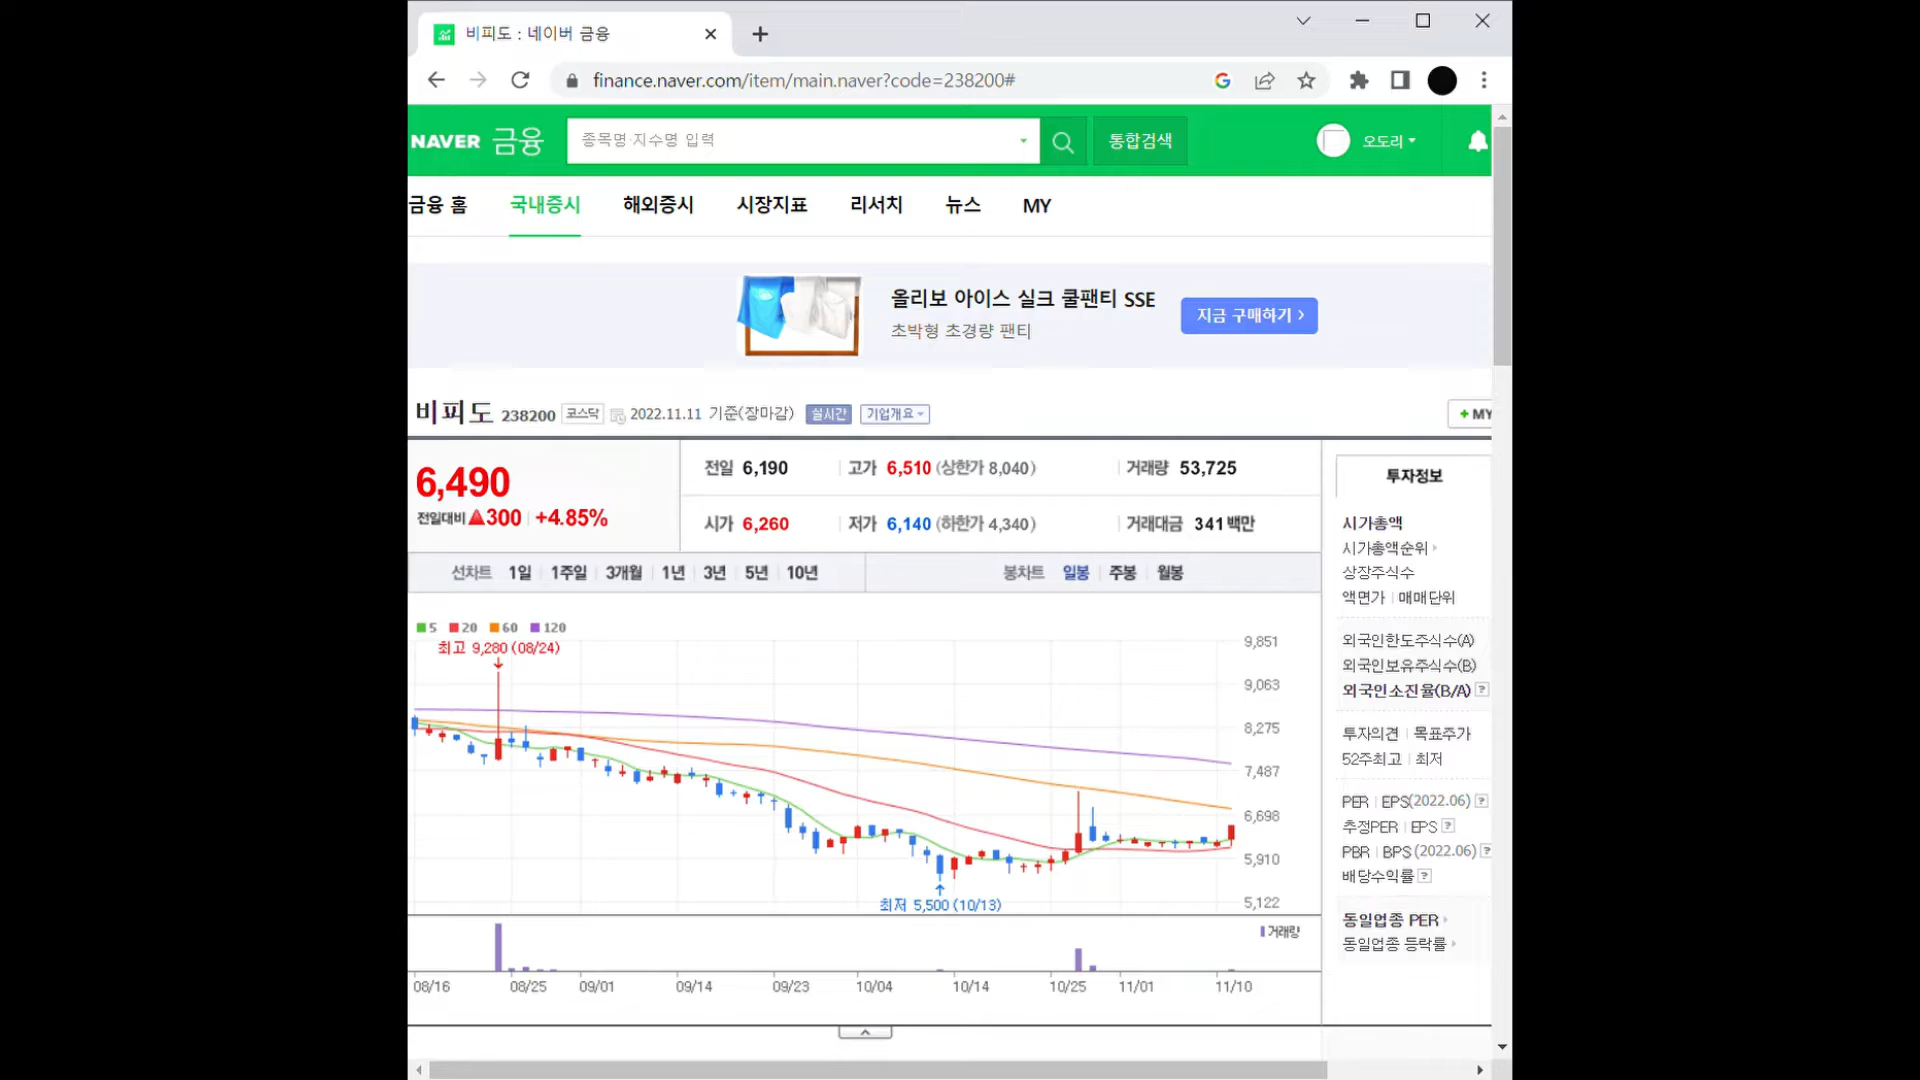 비피도 : 네이버 금융
finance.naver.com/item/main.naver?code=238200#
NAVER 금융
종목명·지수명 입력
통합검색
오도리
금융 홈 국내증시 해외증시 시장지표 리서치 뉴스 MY
올리보 아이스 실크 쿨팬티 SSE
초박형 초경량 팬티
지금 구매하기 ›
비피도 238200 코스닥 2022.11.11 기준(장마감) 실시간 기업개요
+ MY
6,490
전일대비 ▲300 +4.85%
전일 6,190 고가 6,510 (상한가 8,040) 거래량 53,725
시가 6,260 저가 6,140 (하한가 4,340) 거래대금 341 백만
선차트 1일 1주일 3개월 1년 3년 5년 10년
봉차트 일봉 주봉 월봉
5 20 60 120
최고 9,280 (08/24)
9,851
9,063
8,275
7,487
6,698
5,910
5,122
최저 5,500 (10/13)
거래량
08/16 08/25 09/01 09/14 09/23 10/04 10/14 10/25 11/01 11/10
투자정보
시가총액
시가총액순위
상장주식수
액면가 | 매매단위
외국인한도주식수(A)
외국인보유주식수(B)
외국인소진율(B/A) ?
투자의견 | 목표주가
52주최고 | 최저
PER | EPS(2022.06) ?
추정PER | EPS ?
PBR | BPS (2022.06) ?
배당수익률 ?
동일업종 PER
동일업종 등락률